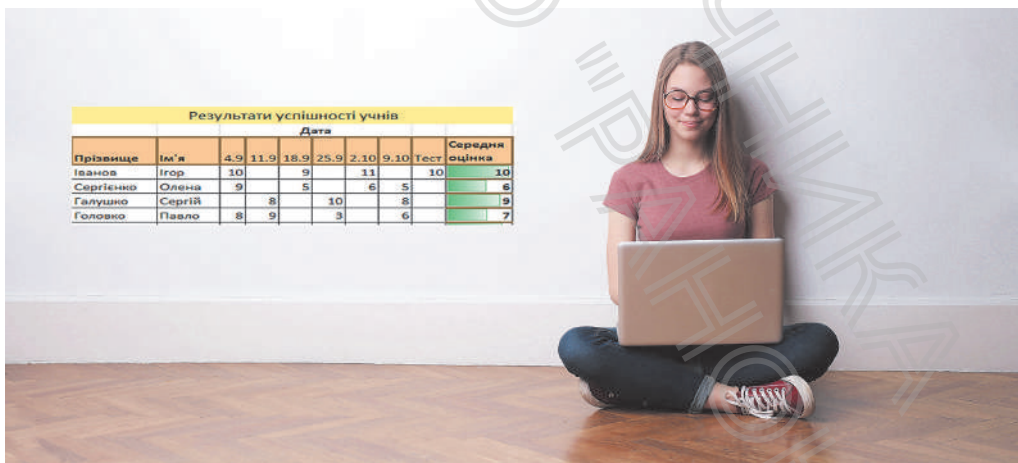 Результати успішності учнів
Дата
Прізвище Ім'я 4.9 11.9 18.9 25.9 2.10 9.10 Тест Середня оцінка
Іванов Ігор 10 9 11 10 10
Сергієнко Олена 9 5 6 5 6
Галушко Сергій 8 10 8 9
Головко Павло 8 9 3 6 7